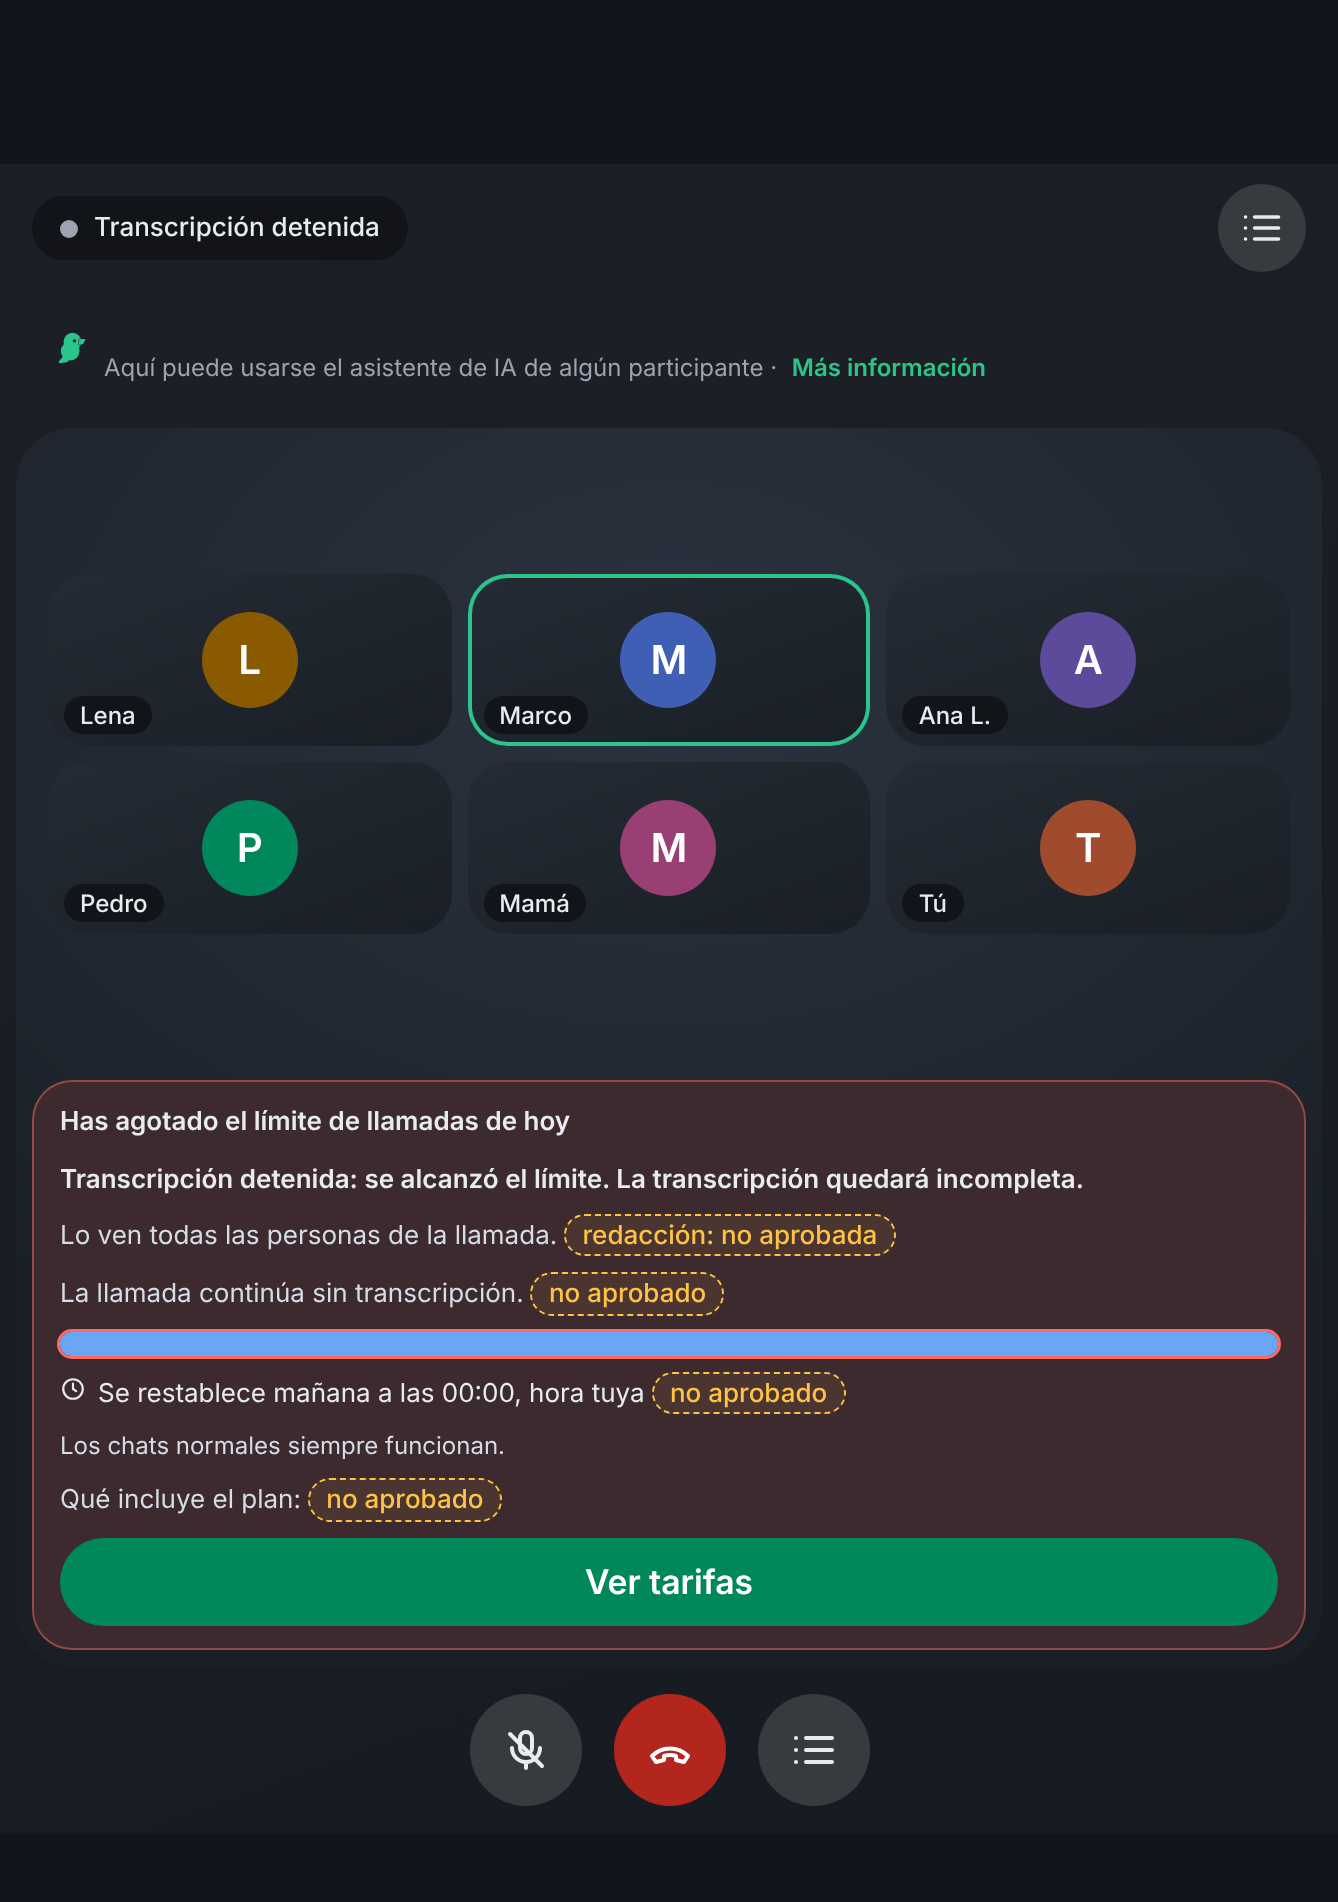 Transcripción detenida
Aquí puede usarse el asistente de IA de algún participante · Más información
L
M
A
Lena
Marco
Ana L.
P
M
T
Pedro
Mamá
Tú
Has agotado el límite de llamadas de hoy
Transcripción detenida: se alcanzó el límite. La transcripción quedará incompleta.
Lo ven todas las personas de la llamada. redacción: no aprobada
La llamada continúa sin transcripción. no aprobado
Se restablece mañana a las 00:00, hora tuya no aprobado
Los chats normales siempre funcionan.
Qué incluye el plan: no aprobado
Ver tarifas